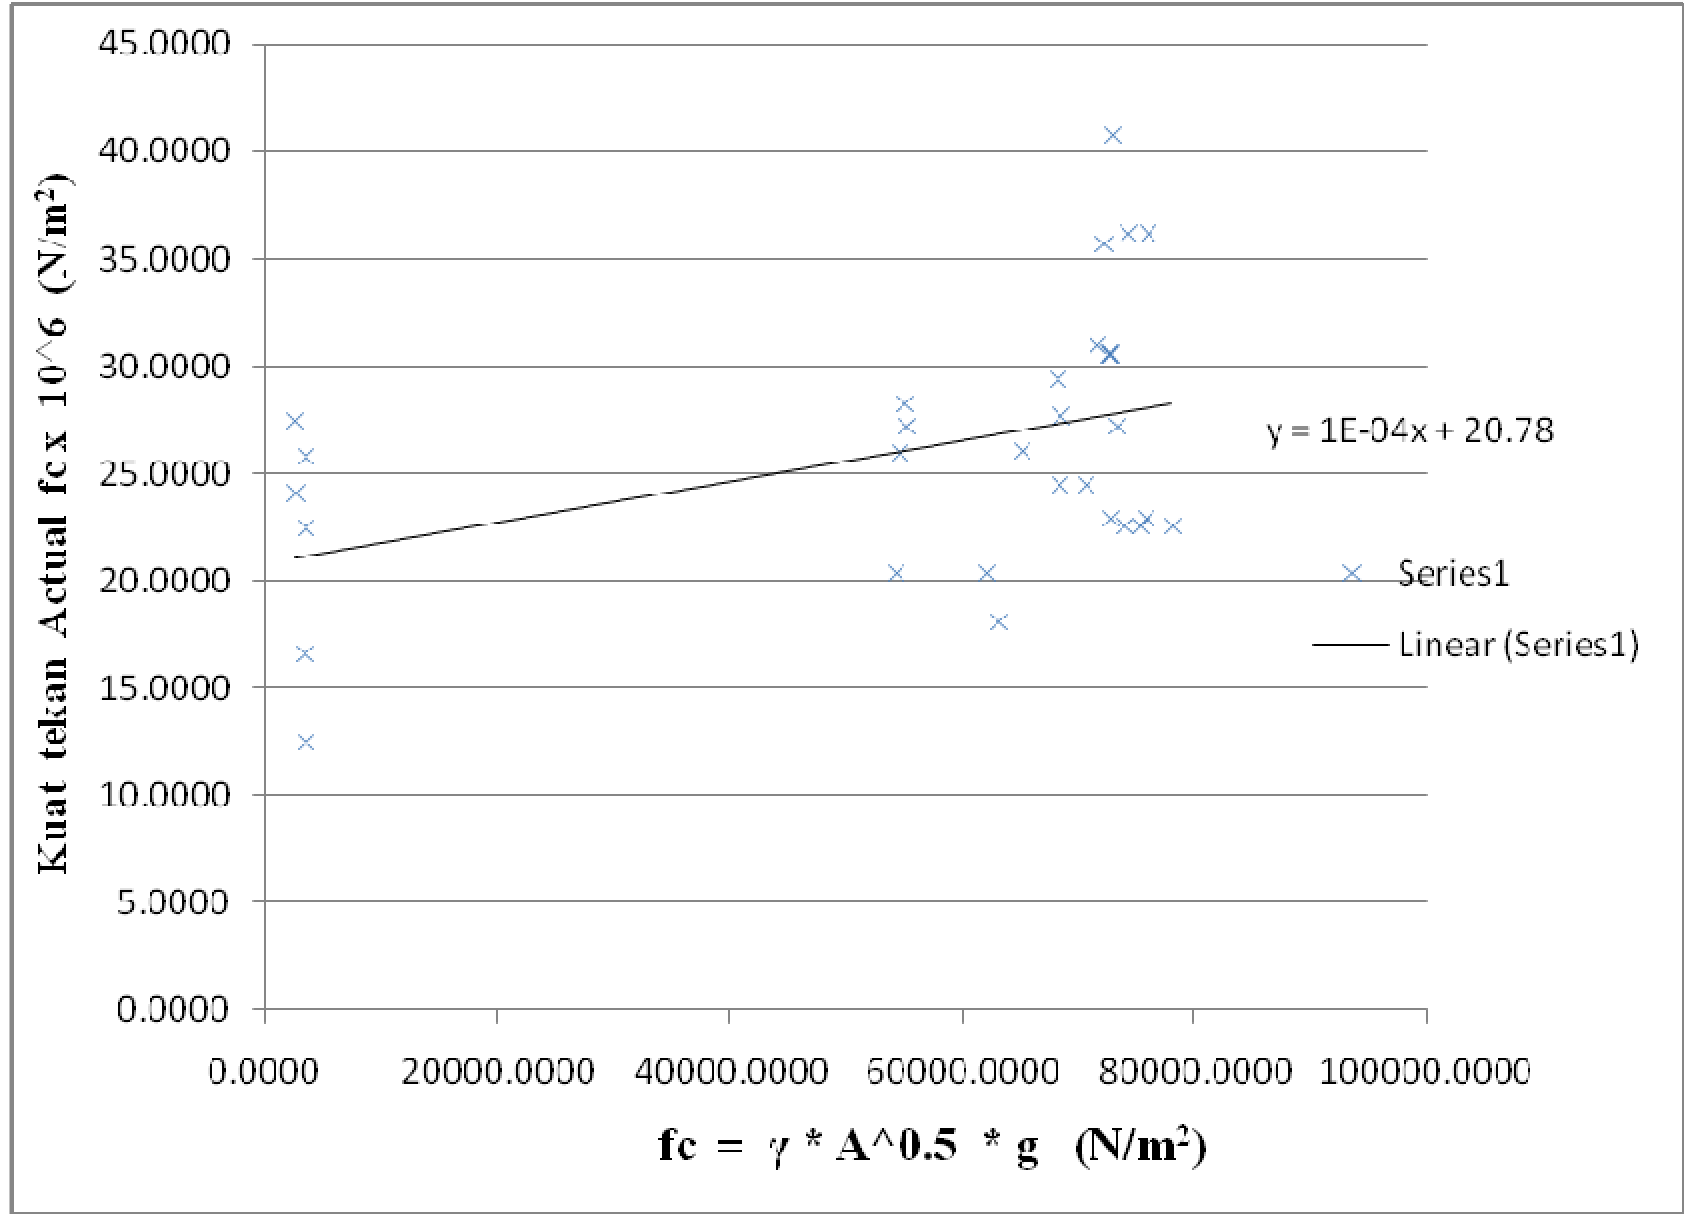 45.0000
40.0000
35.0000
30.0000
25.0000
20.0000
15.0000
10.0000
5.0000
0.0000
Kuat tekan Actual fc x 10^6 (N/m²)
y = 1E-04x + 20.78
Series1
Linear (Series1)
0.0000 20000.0000 40000.0000 60000.0000 80000.0000 100000.0000
fc = γ * A^0.5 * g (N/m²)